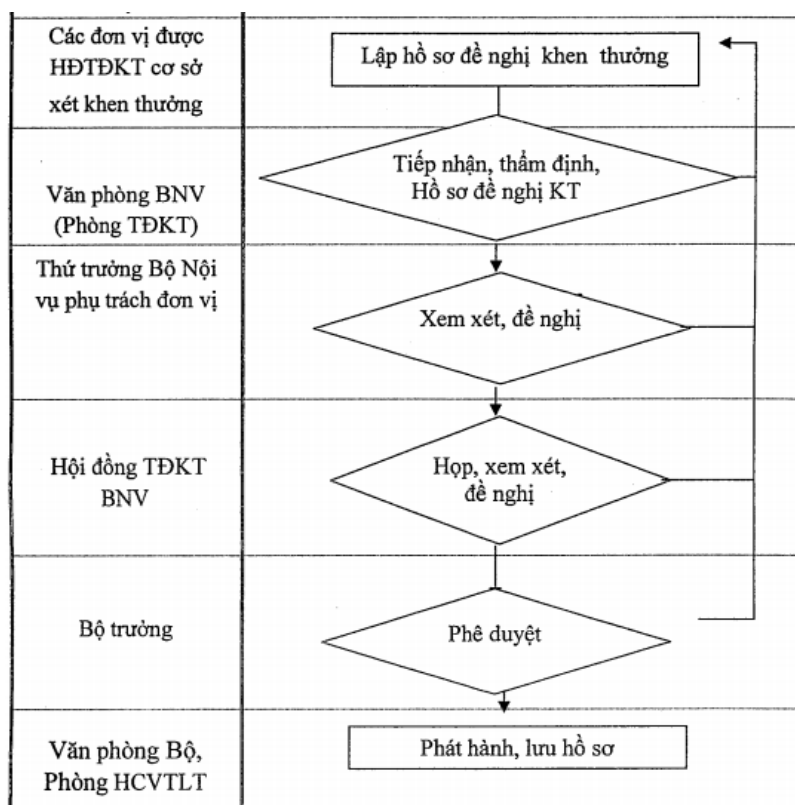 Các đơn vị được
HĐTĐKT cơ sở
xét khen thưởng
Lập hồ sơ đề nghị khen thưởng
Văn phòng BNV
(Phòng TĐKT)
Tiếp nhận, thẩm định,
Hồ sơ đề nghị KT
Thứ trưởng Bộ Nội
vụ phụ trách đơn vị
Xem xét, đề nghị
Hội đồng TĐKT
BNV
Họp, xem xét,
đề nghị
Bộ trưởng
Phê duyệt
Văn phòng Bộ,
Phòng HCVTLT
Phát hành, lưu hồ sơ